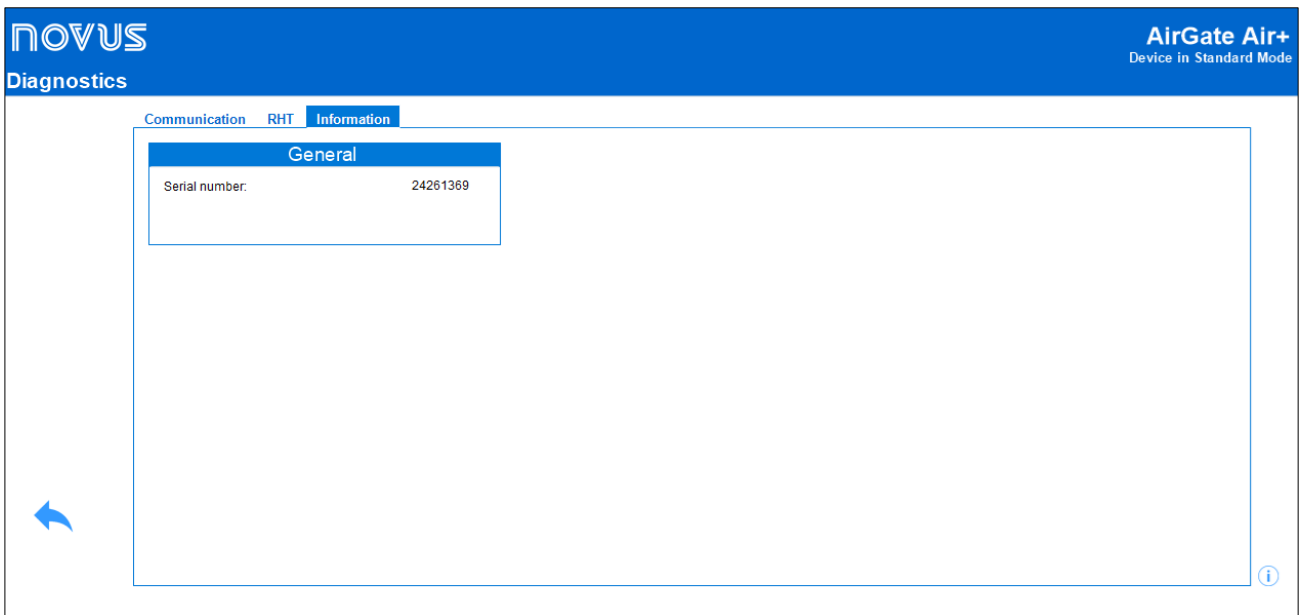 NOVUS
AirGate Air+
Device in Standard Mode
Diagnostics
Communication RHT Information
General
Serial number: 24261369
i